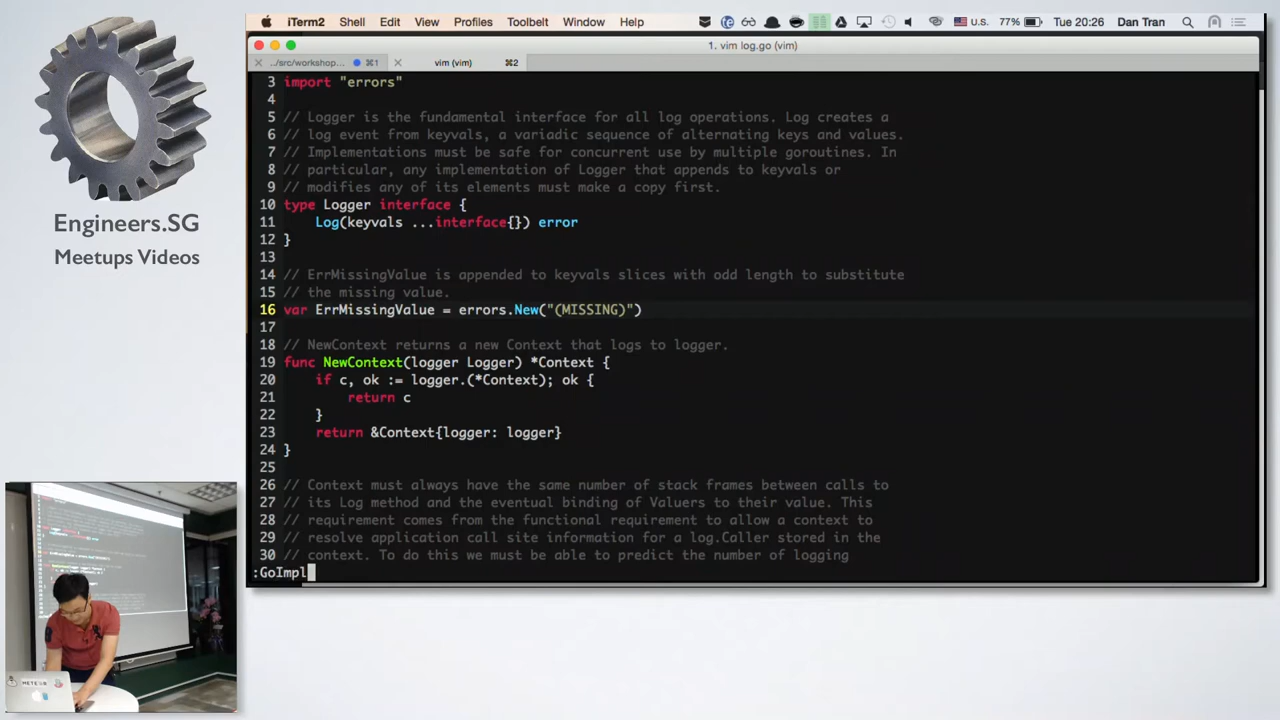 iTerm2 Shell Edit View Profiles Toolbelt Window Help U.S. 77% Tue 20:26 Dan Tran
1. vim log.go (vim)
../src/workshop... ⌘1 vim (vim) ⌘2
3 import "errors"
4
5 // Logger is the fundamental interface for all log operations. Log creates a
6 // log event from keyvals, a variadic sequence of alternating keys and values.
7 // Implementations must be safe for concurrent use by multiple goroutines. In
8 // particular, any implementation of Logger that appends to keyvals or
9 // modifies any of its elements must make a copy first.
10 type Logger interface {
11 Log(keyvals ...interface{}) error
12 }
13
14 // ErrMissingValue is appended to keyvals slices with odd length to substitute
15 // the missing value.
16 var ErrMissingValue = errors.New("(MISSING)")
17
18 // NewContext returns a new Context that logs to logger.
19 func NewContext(logger Logger) *Context {
20 if c, ok := logger.(*Context); ok {
21 return c
22 }
23 return &Context{logger: logger}
24 }
25
26 // Context must always have the same number of stack frames between calls to
27 // its Log method and the eventual binding of Valuers to their value. This
28 // requirement comes from the functional requirement to allow a context to
29 // resolve application call site information for a log.Caller stored in the
30 // context. To do this we must be able to predict the number of logging
:GoImpl
Engineers.SG
Meetups Videos